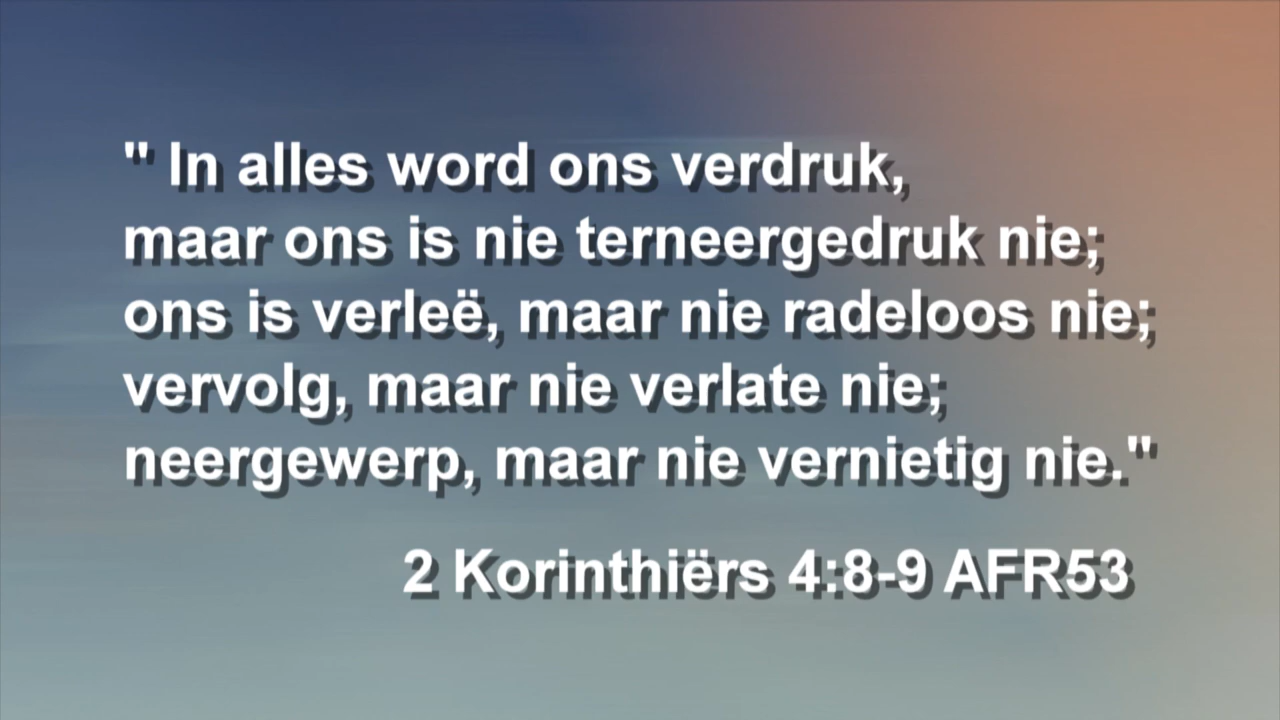 " In alles word ons verdruk,
maar ons is nie terneergedruk nie;
ons is verleë, maar nie radeloos nie;
vervolg, maar nie verlate nie;
neergewerp, maar nie vernietig nie."
2 Korinthiërs 4:8-9 AFR53